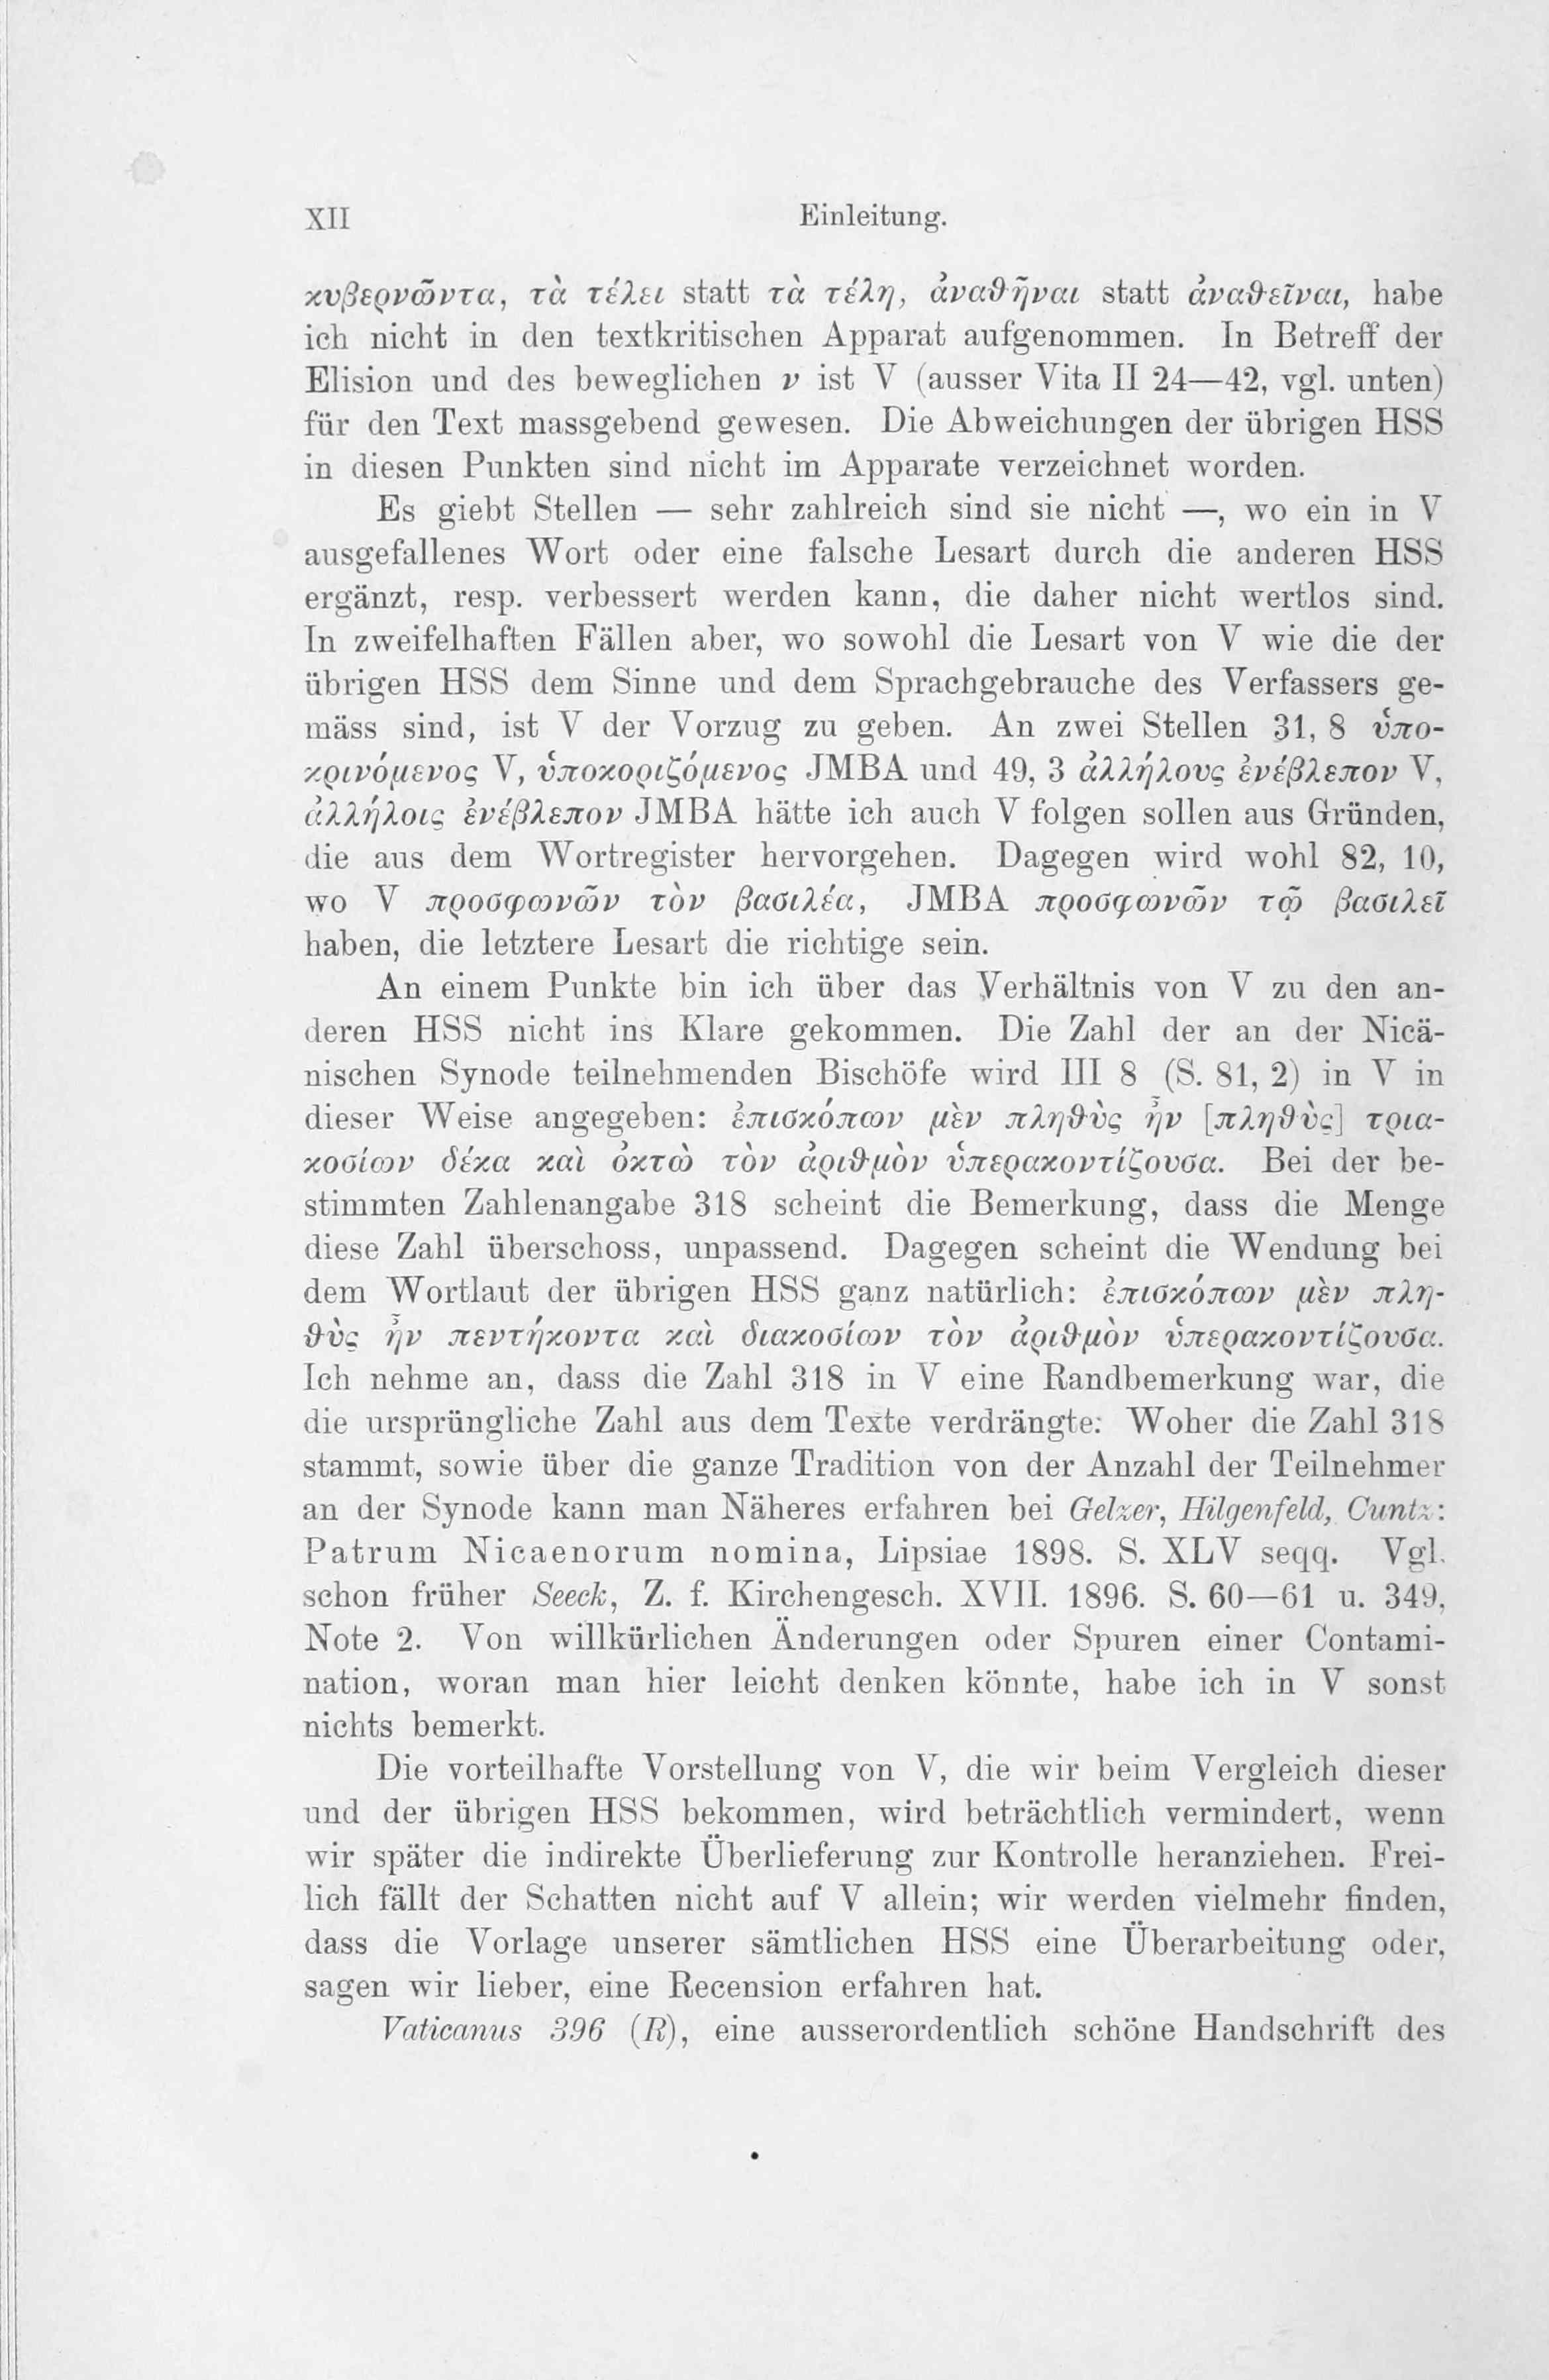 XII Einleitung.
κυβερνῶντα, τὰ τέλει statt τὰ τέλη, ἀναθῆναι statt ἀναθεῖναι, habe
ich nicht in den textkritischen Apparat aufgenommen. In Betreff der
Elision und des beweglichen ν ist V (ausser Vita II 24—42, vgl. unten)
für den Text massgebend gewesen. Die Abweichungen der übrigen HSS
in diesen Punkten sind nicht im Apparate verzeichnet worden.
Es giebt Stellen — sehr zahlreich sind sie nicht —, wo ein in V
ausgefallenes Wort oder eine falsche Lesart durch die anderen HSS
ergänzt, resp. verbessert werden kann, die daher nicht wertlos sind.
In zweifelhaften Fällen aber, wo sowohl die Lesart von V wie die der
übrigen HSS dem Sinne und dem Sprachgebrauche des Verfassers ge-
mäss sind, ist V der Vorzug zu geben. An zwei Stellen 31, 8 ὑπο-
κρινόμενος V, ὑποκοριζόμενος JMBA und 49, 3 ἀλλήλους ἐνέβλεπον V,
ἀλλήλοις ἐνέβλεπον JMBA hätte ich auch V folgen sollen aus Gründen,
die aus dem Wortregister hervorgehen. Dagegen wird wohl 82, 10,
wo V προσφωνῶν τὸν βασιλέα, JMBA προσφωνῶν τῷ βασιλεῖ
haben, die letztere Lesart die richtige sein.
An einem Punkte bin ich über das Verhältnis von V zu den an-
deren HSS nicht ins Klare gekommen. Die Zahl der an der Nicä-
nischen Synode teilnehmenden Bischöfe wird III 8 (S. 81, 2) in V in
dieser Weise angegeben: ἐπισκόπων μὲν πληθὺς ἦν [πληθὺς] τρια-
κοσίων δέκα καὶ ὀκτὼ τὸν ἀριθμὸν ὑπερακοντίζουσα. Bei der be-
stimmten Zahlenangabe 318 scheint die Bemerkung, dass die Menge
diese Zahl überschoss, unpassend. Dagegen scheint die Wendung bei
dem Wortlaut der übrigen HSS ganz natürlich: ἐπισκόπων μὲν πλη-
θὺς ἦν πεντήκοντα καὶ διακοσίων τὸν ἀριθμὸν ὑπερακοντίζουσα.
Ich nehme an, dass die Zahl 318 in V eine Randbemerkung war, die
die ursprüngliche Zahl aus dem Texte verdrängte: Woher die Zahl 318
stammt, sowie über die ganze Tradition von der Anzahl der Teilnehmer
an der Synode kann man Näheres erfahren bei Gelzer, Hilgenfeld, Cuntz:
Patrum Nicaenorum nomina, Lipsiae 1898. S. XLV seqq. Vgl.
schon früher Seeck, Z. f. Kirchengesch. XVII. 1896. S. 60—61 u. 349,
Note 2. Von willkürlichen Änderungen oder Spuren einer Contami-
nation, woran man hier leicht denken könnte, habe ich in V sonst
nichts bemerkt.
Die vorteilhafte Vorstellung von V, die wir beim Vergleich dieser
und der übrigen HSS bekommen, wird beträchtlich vermindert, wenn
wir später die indirekte Überlieferung zur Kontrolle heranziehen. Frei-
lich fällt der Schatten nicht auf V allein; wir werden vielmehr finden,
dass die Vorlage unserer sämtlichen HSS eine Überarbeitung oder,
sagen wir lieber, eine Recension erfahren hat.
Vaticanus 396 (R), eine ausserordentlich schöne Handschrift des